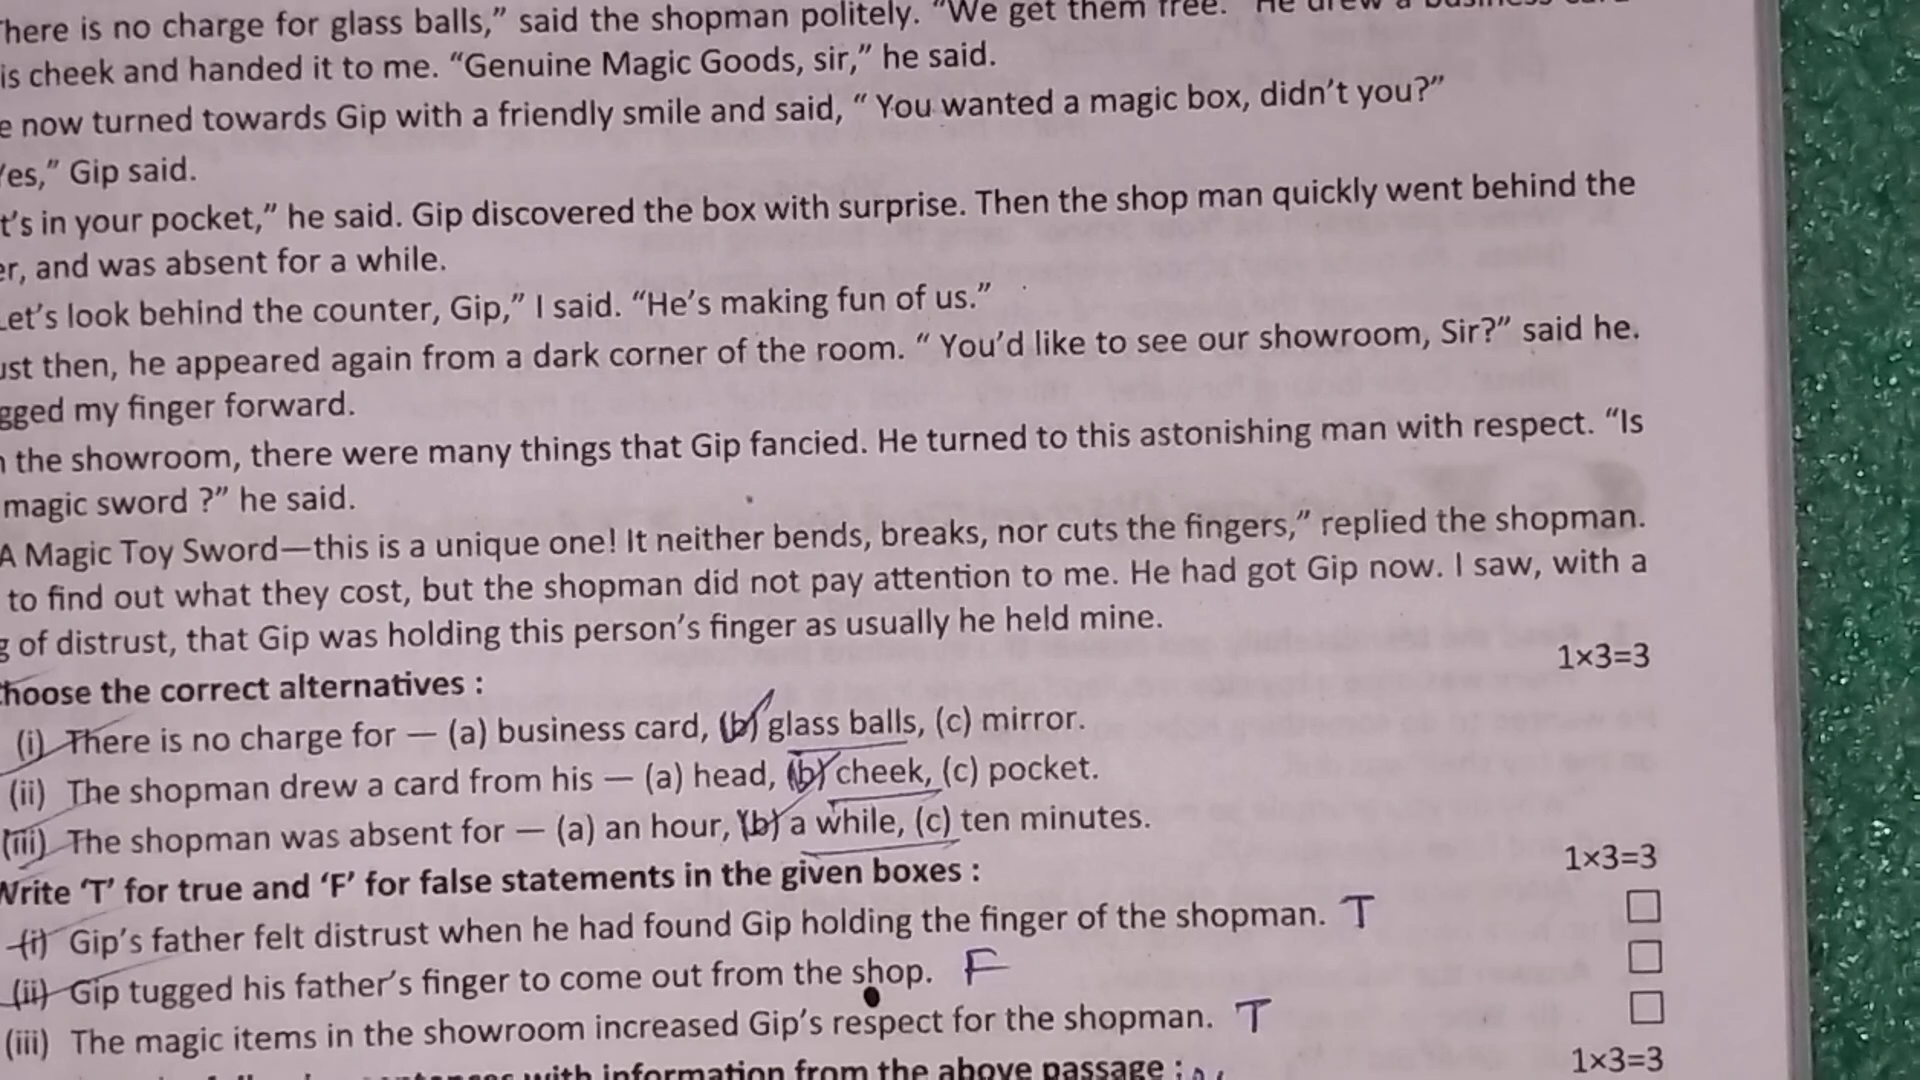 here is no charge for glass balls,” said the shopman politely. “We get them free.
is cheek and handed it to me. “Genuine Magic Goods, sir,” he said.
e now turned towards Gip with a friendly smile and said, “ You wanted a magic box, didn’t you?”
es,” Gip said.
t’s in your pocket,” he said. Gip discovered the box with surprise. Then the shop man quickly went behind the
er, and was absent for a while.
et’s look behind the counter, Gip,” I said. “He’s making fun of us.”
ust then, he appeared again from a dark corner of the room. “ You’d like to see our showroom, Sir?” said he.
gged my finger forward.
the showroom, there were many things that Gip fancied. He turned to this astonishing man with respect. “Is
magic sword ?” he said.
A Magic Toy Sword—this is a unique one! It neither bends, breaks, nor cuts the fingers,” replied the shopman.
to find out what they cost, but the shopman did not pay attention to me. He had got Gip now. I saw, with a
g of distrust, that Gip was holding this person’s finger as usually he held mine.
hoose the correct alternatives : 1×3=3
(i) There is no charge for — (a) business card, (b) glass balls, (c) mirror.
(ii) The shopman drew a card from his — (a) head, (b) cheek, (c) pocket.
(iii) The shopman was absent for — (a) an hour, (b) a while, (c) ten minutes.
Write ‘T’ for true and ‘F’ for false statements in the given boxes : 1×3=3
(i) Gip’s father felt distrust when he had found Gip holding the finger of the shopman. T
(ii) Gip tugged his father’s finger to come out from the shop. F
(iii) The magic items in the showroom increased Gip’s respect for the shopman. T
with information from the above passage : 1×3=3